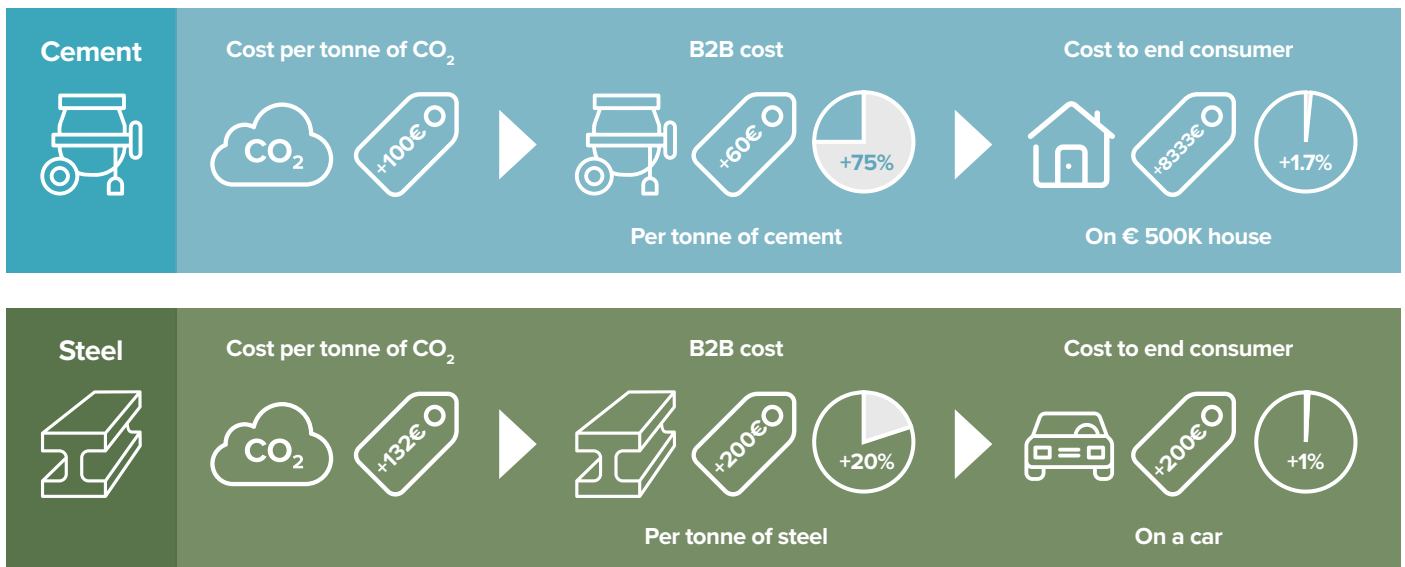 Cement
Cost per tonne of CO₂
B2B cost
Cost to end consumer
CO₂
+100€
+60€
+75%
+8333€
+1.7%
Per tonne of cement
On € 500K house
Steel
Cost per tonne of CO₂
B2B cost
Cost to end consumer
CO₂
+132€
+200€
+20%
+200€
+1%
Per tonne of steel
On a car